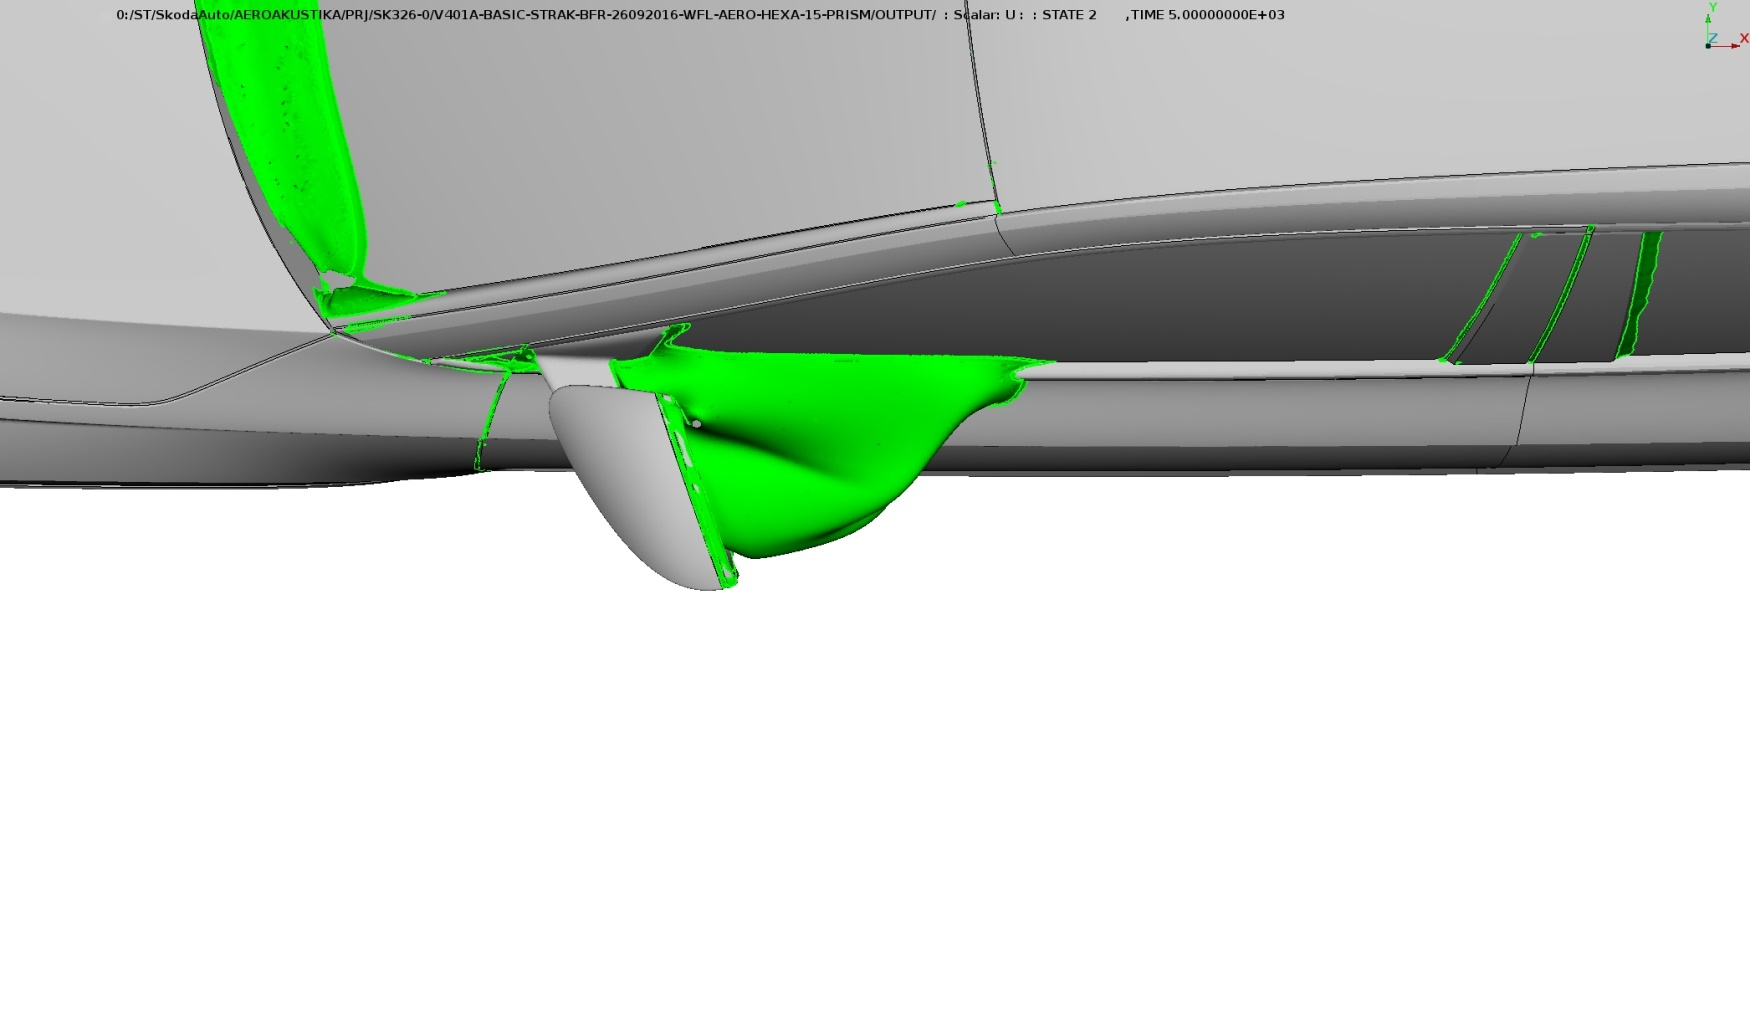 0:/ST/SkodaAuto/AEROAKUSTIKA/PRJ/SK326-0/V401A-BASIC-STRAK-BFR-26092016-WFL-AERO-HEXA-15-PRISM/OUTPUT/ : Scalar: U : : STATE 2 ,TIME 5.00000000E+03
Y
Z X